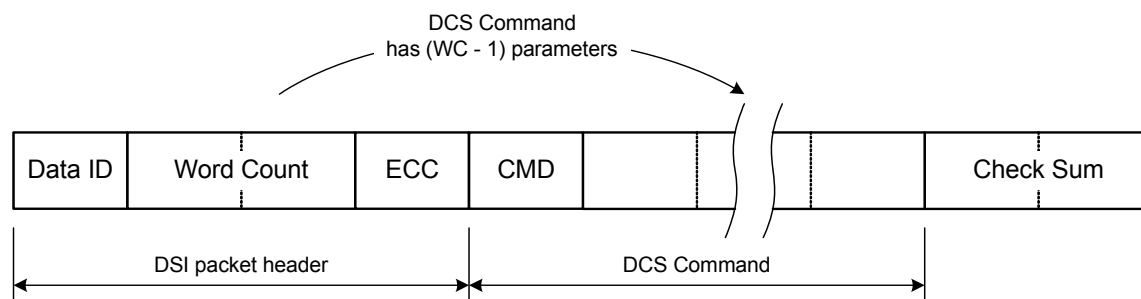 DCS Command
has (WC - 1) parameters
Data ID
Word Count
ECC
CMD
Check Sum
DSI packet header
DCS Command